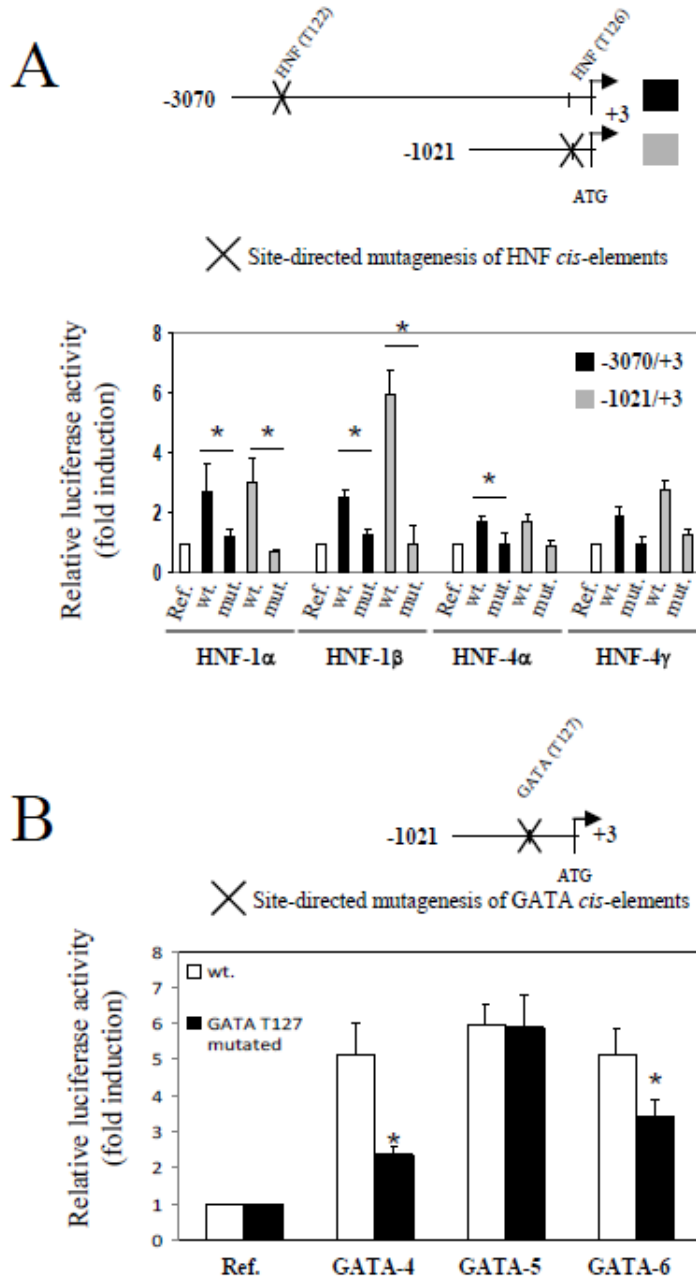 A
HNF (T122)
HNF (T126)
-3070
+3
-1021
ATG
Site-directed mutagenesis of HNF cis-elements
Relative luciferase activity
(fold induction)
8
6
4
2
0
* * * * *
-3070/+3
-1021/+3
Ref. wt. mut. wt. mut. Ref. wt. mut. wt. mut. Ref. wt. mut. wt. mut. Ref. wt. mut. wt. mut.
HNF-1α HNF-1β HNF-4α HNF-4γ
B
GATA (T127)
-1021
+3
ATG
Site-directed mutagenesis of GATA cis-elements
Relative luciferase activity
(fold induction)
8
7
6
5
4
3
2
1
0
wt.
GATA T127
mutated
* *
Ref. GATA-4 GATA-5 GATA-6